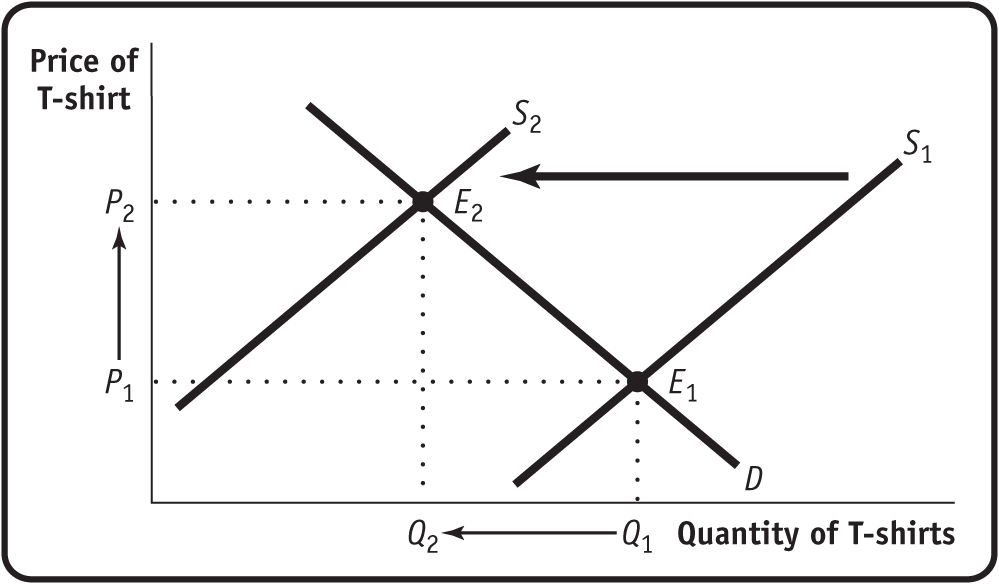 Price of
T-shirt
S2
S1
P2
E2
P1
E1
D
Q2
Q1
Quantity of T-shirts